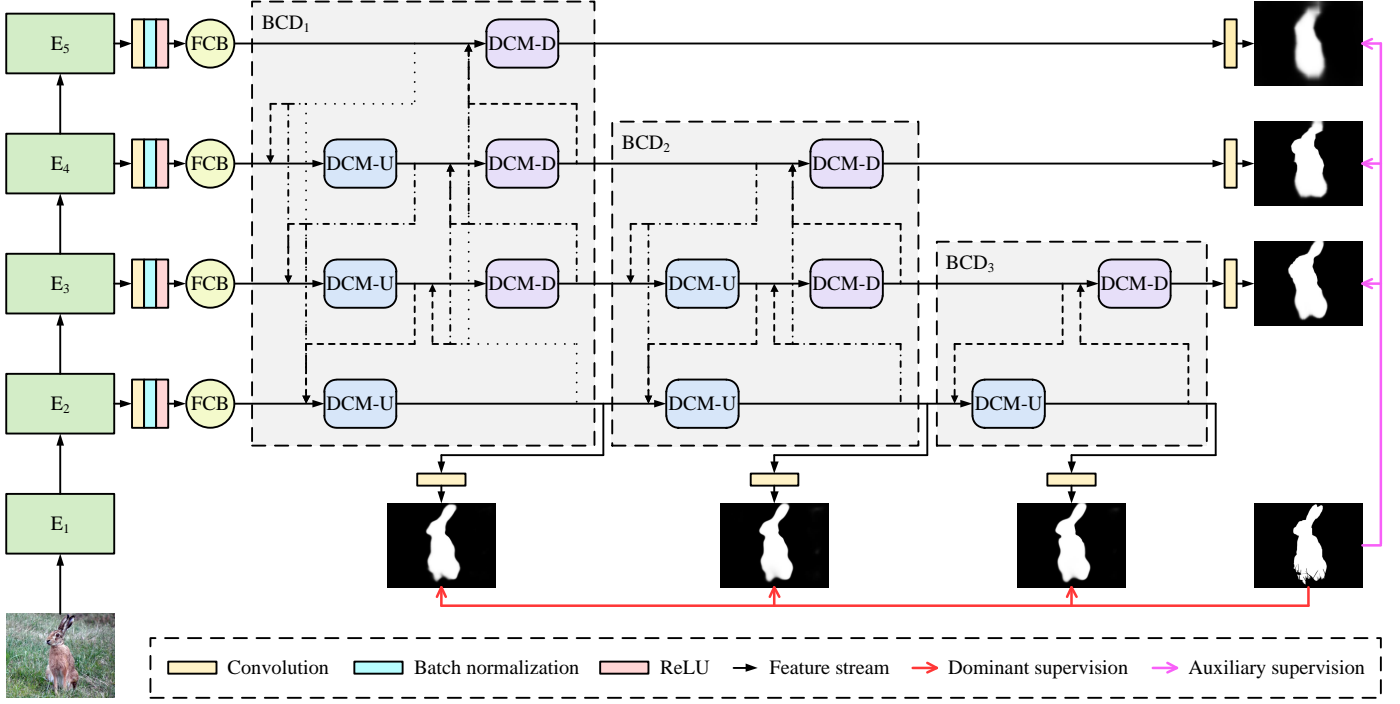 BCD1
E5
FCB
DCM-D
E4
FCB
DCM-U
DCM-D
BCD2
DCM-D
E3
FCB
DCM-U
DCM-D
DCM-U
DCM-D
BCD3
DCM-D
E2
FCB
DCM-U
DCM-U
DCM-U
E1
Convolution
Batch normalization
ReLU
Feature stream
Dominant supervision
Auxiliary supervision